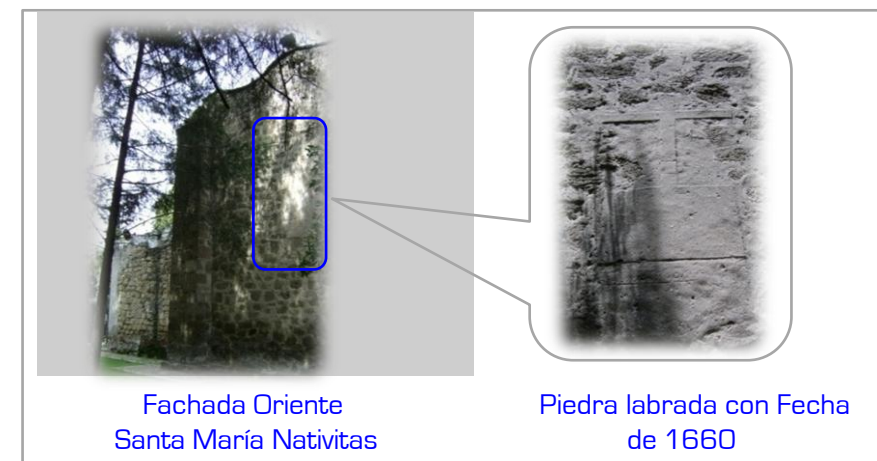 Fachada Oriente
Santa María Nativitas
Piedra labrada con Fecha
de 1660